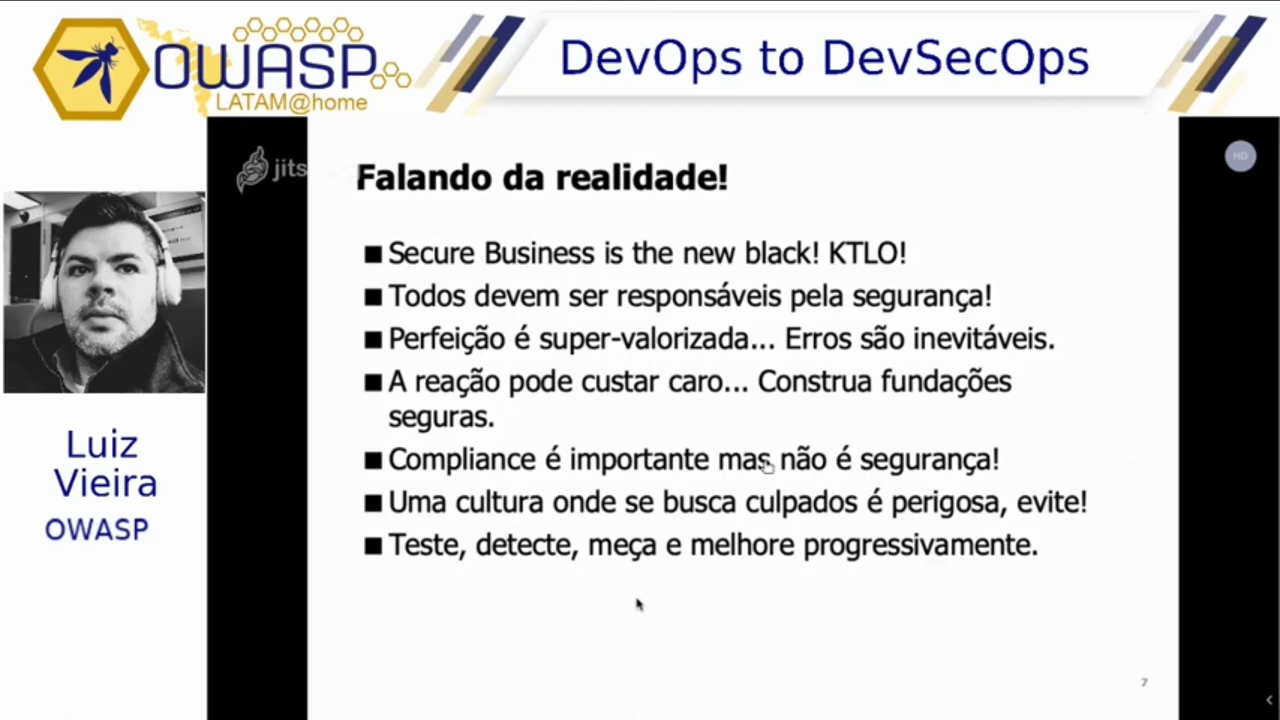 OWASP
LATAM@home
DevOps to DevSecOps
jits
HD
Falando da realidade!
■ Secure Business is the new black! KTLO!
■ Todos devem ser responsáveis pela segurança!
■ Perfeição é super-valorizada... Erros são inevitáveis.
■ A reação pode custar caro... Construa fundações
seguras.
■ Compliance é importante mas não é segurança!
■ Uma cultura onde se busca culpados é perigosa, evite!
■ Teste, detecte, meça e melhore progressivamente.
7
Luiz
Vieira
OWASP